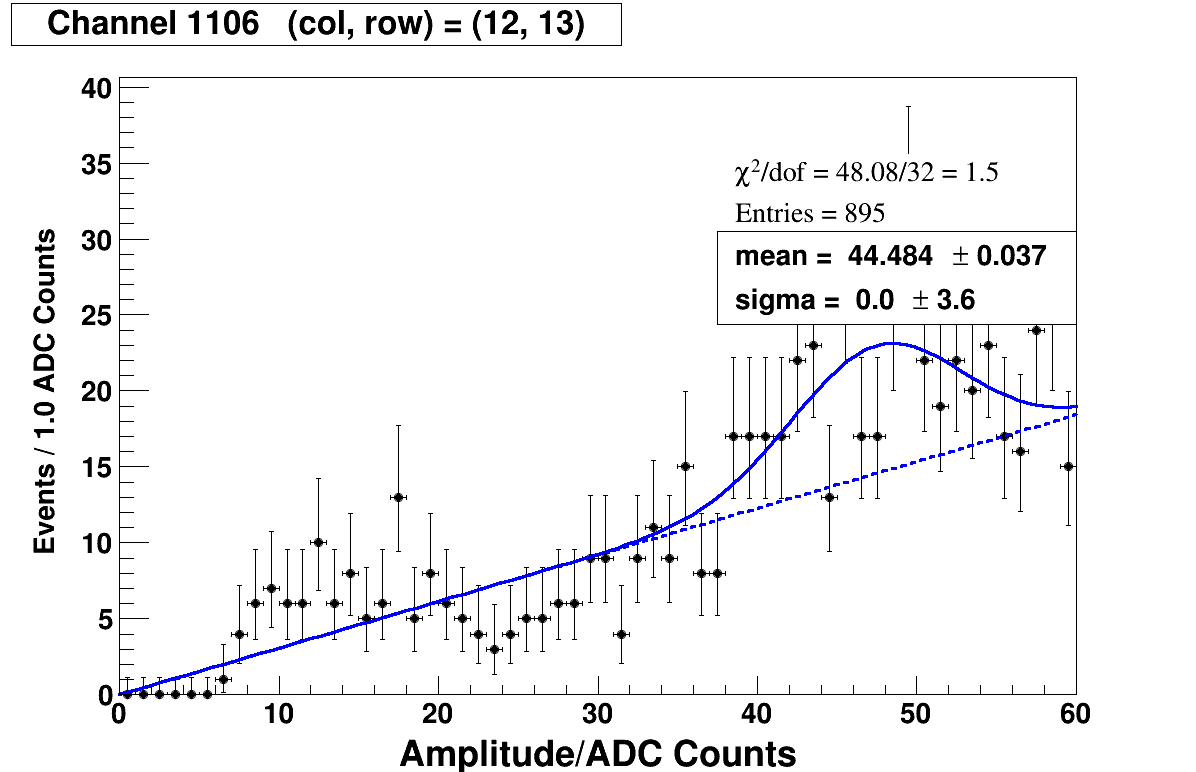 Channel 1106 (col, row) = (12, 13)
40
35
30
25
20
15
10
5
0
Events / 1.0 ADC Counts
χ²/dof = 48.08/32 = 1.5
Entries = 895
mean = 44.484 ± 0.037
sigma = 0.0 ± 3.6
0 10 20 30 40 50 60
Amplitude/ADC Counts